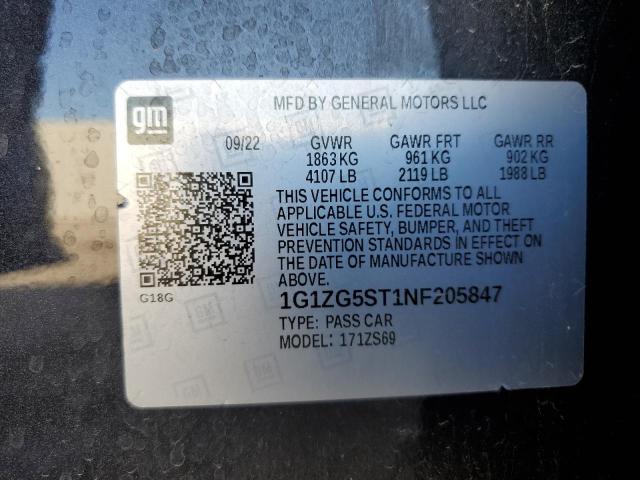 gm
MFD BY GENERAL MOTORS LLC
09/22 GVWR GAWR FRT GAWR RR
1863 KG 961 KG 902 KG
4107 LB 2119 LB 1988 LB
THIS VEHICLE CONFORMS TO ALL
APPLICABLE U.S. FEDERAL MOTOR
VEHICLE SAFETY, BUMPER, AND THEFT
PREVENTION STANDARDS IN EFFECT ON
THE DATE OF MANUFACTURE SHOWN
ABOVE.
G18G
1G1ZG5ST1NF205847
TYPE: PASS CAR
MODEL: 171ZS69